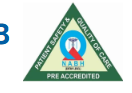 B
PATIENT SAFETY &
QUALITY OF CARE
NABH
PRE ACCREDITED